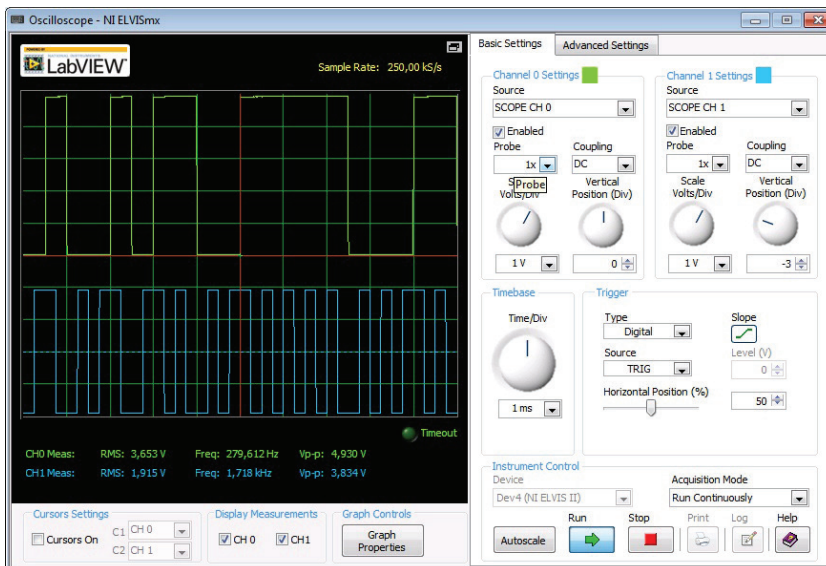 Oscilloscope - NI ELVISmx
POWERED BY
NATIONAL INSTRUMENTS
LabVIEW™
Sample Rate: 250,00 kS/s
Timeout
CH0 Meas: RMS: 3,653 V Freq: 279,612 Hz Vp-p: 4,930 V
CH1 Meas: RMS: 1,915 V Freq: 1,718 kHz Vp-p: 3,834 V
Cursors Settings
Cursors On
C1 CH 0
C2 CH 1
Display Measurements
CH 0 CH1
Graph Controls
Graph
Properties
Basic Settings Advanced Settings
Channel 0 Settings
Source
SCOPE CH 0
Enabled
Probe Coupling
1x DC
Probe
Volts/Div
Vertical
Position (Div)
1 V 0
Channel 1 Settings
Source
SCOPE CH 1
Enabled
Probe Coupling
1x DC
Scale
Volts/Div
Vertical
Position (Div)
1 V -3
Timebase
Time/Div
1 ms
Trigger
Type
Digital
Slope
Source
TRIG
Level (V)
0
Horizontal Position (%)
50
Instrument Control
Device
Dev4 (NI ELVIS II)
Acquisition Mode
Run Continuously
Run Stop Print Log Help
Autoscale